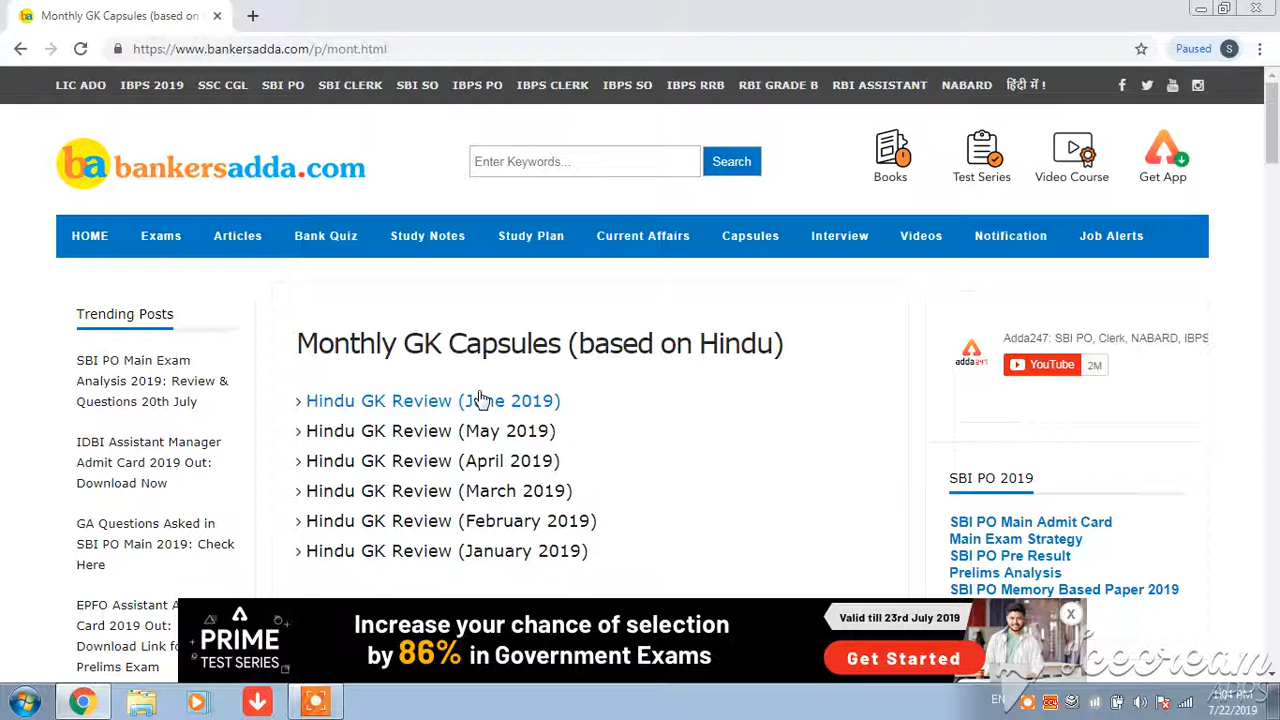 Monthly GK Capsules (based on
https://www.bankersadda.com/p/mont.html
Paused S
LIC ADO IBPS 2019 SSC CGL SBI PO SBI CLERK SBI SO IBPS PO IBPS CLERK IBPS SO IBPS RRB RBI GRADE B RBI ASSISTANT NABARD हिंदी में !
ba bankersadda.com
Enter Keywords...
Search
Books
Test Series
Video Course
Get App
HOME Exams Articles Bank Quiz Study Notes Study Plan Current Affairs Capsules Interview Videos Notification Job Alerts
Trending Posts
SBI PO Main Exam
Analysis 2019: Review &
Questions 20th July
IDBI Assistant Manager
Admit Card 2019 Out:
Download Now
GA Questions Asked in
SBI PO Main 2019: Check
Here
EPFO Assistant A
Card 2019 Out:
Download Link fo
Prelims Exam
Monthly GK Capsules (based on Hindu)
Hindu GK Review (June 2019)
Hindu GK Review (May 2019)
Hindu GK Review (April 2019)
Hindu GK Review (March 2019)
Hindu GK Review (February 2019)
Hindu GK Review (January 2019)
adda247
Adda247: SBI PO, Clerk, NABARD, IBPS
YouTube 2M
SBI PO 2019
SBI PO Main Admit Card
Main Exam Strategy
SBI PO Pre Result
Prelims Analysis
SBI PO Memory Based Paper 2019
PRIME
TEST SERIES
Increase your chance of selection
by 86% in Government Exams
Valid till 23rd July 2019
Get Started
X
Icecream
APPS
EN
1:04 PM
7/22/2019